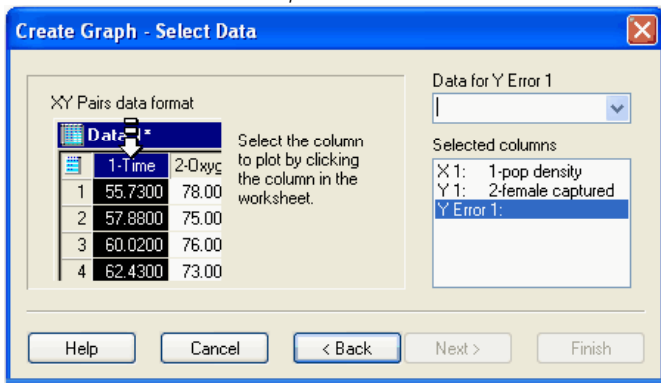 Create Graph - Select Data
XY Pairs data format
1-Time 2-Oxyg
1 55.7300 78.00
2 57.8800 75.00
3 60.0200 76.00
4 62.4300 73.00
Select the column
to plot by clicking
the column in the
worksheet.
Data for Y Error 1
Selected columns
X 1: 1-pop density
Y 1: 2-female captured
Y Error 1:
Help Cancel < Back Next > Finish